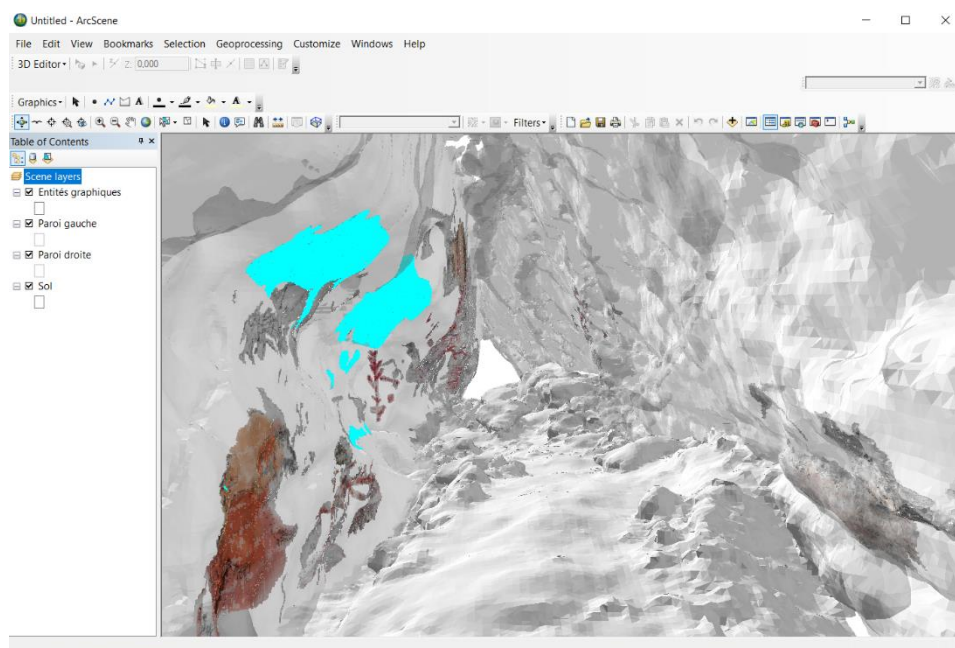 Untitled - ArcScene
File Edit View Bookmarks Selection Geoprocessing Customize Windows Help
3D Editor Z: 0,000
Graphics A A
Filters
Table of Contents
Scene layers
Entités graphiques
Paroi gauche
Paroi droite
Sol